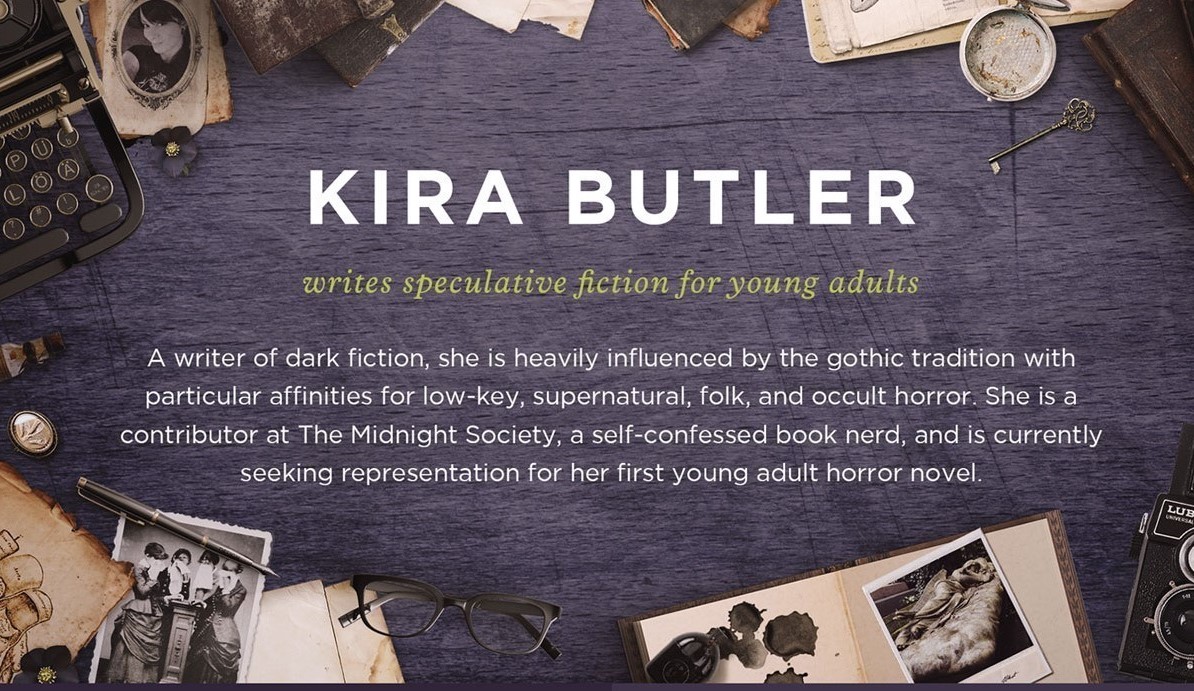 KIRA BUTLER
writes speculative fiction for young adults
A writer of dark fiction, she is heavily influenced by the gothic tradition with
particular affinities for low-key, supernatural, folk, and occult horror. She is a
contributor at The Midnight Society, a self-confessed book nerd, and is currently
seeking representation for her first young adult horror novel.
P Ü
L Ö Ä
LUB
UNIVERSAL